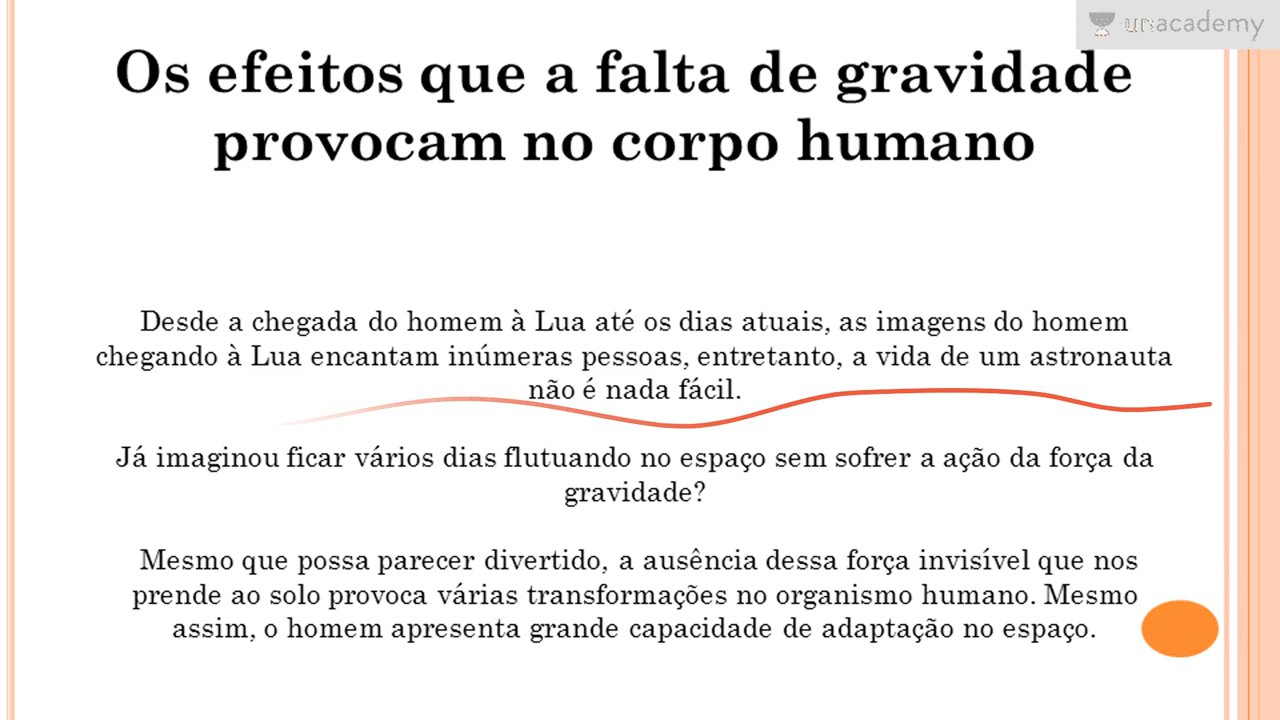 unacademy
Os efeitos que a falta de gravidade
provocam no corpo humano
Desde a chegada do homem à Lua até os dias atuais, as imagens do homem
chegando à Lua encantam inúmeras pessoas, entretanto, a vida de um astronauta
não é nada fácil.
Já imaginou ficar vários dias flutuando no espaço sem sofrer a ação da força da
gravidade?
Mesmo que possa parecer divertido, a ausência dessa força invisível que nos
prende ao solo provoca várias transformações no organismo humano. Mesmo
assim, o homem apresenta grande capacidade de adaptação no espaço.